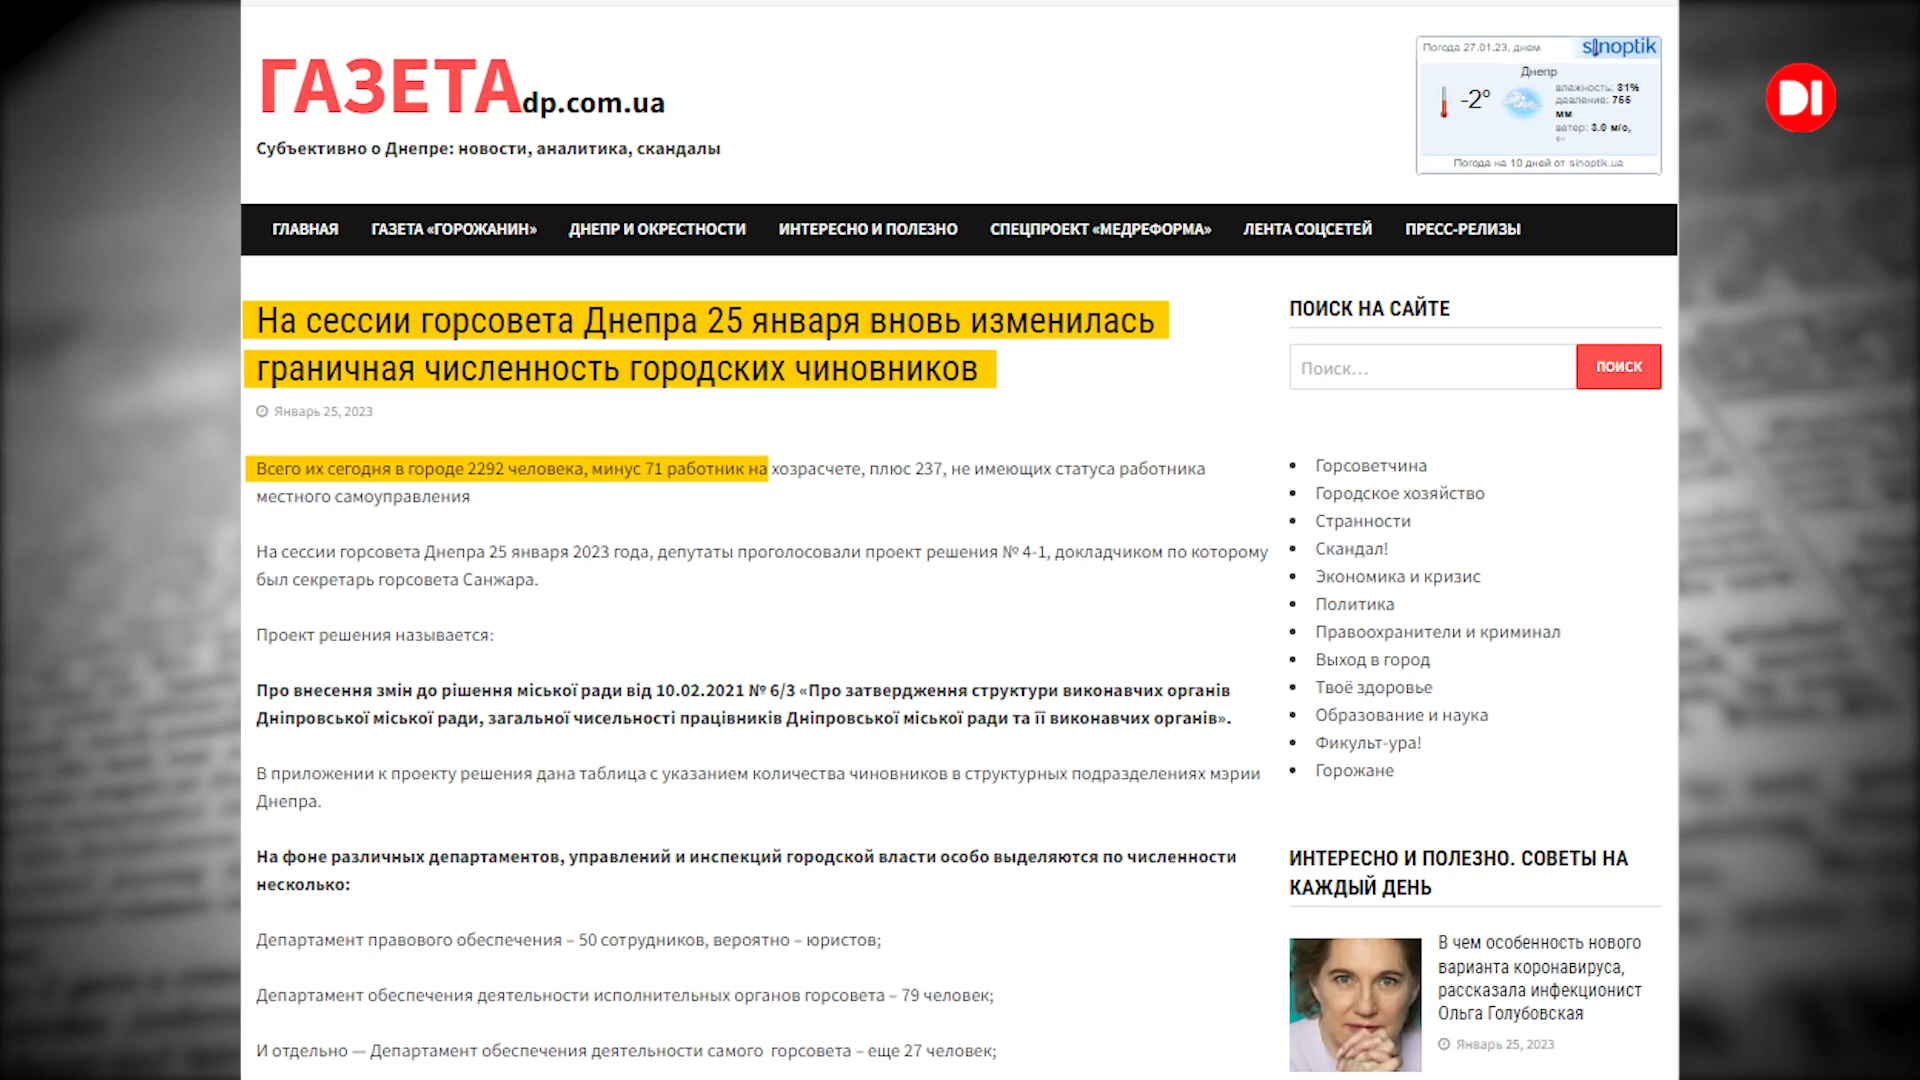 ГАЗЕТАdp.com.ua
Субъективно о Днепре: новости, аналитика, скандалы
Погода 27.01.23, днем
sinoptik
Днепр
-2°
влажность: 31%
давление: 766
мм
ветер: 3.0 м/о,
←
Погода на 10 дней от sinoptik.ua
DI
ГЛАВНАЯ ГАЗЕТА «ГОРОЖАНИН» ДНЕПР И ОКРЕСТНОСТИ ИНТЕРЕСНО И ПОЛЕЗНО СПЕЦПРОЕКТ «МЕДРЕФОРМА» ЛЕНТА СОЦСЕТЕЙ ПРЕСС-РЕЛИЗЫ
На сессии горсовета Днепра 25 января вновь изменилась
граничная численность городских чиновников
Январь 25, 2023
Всего их сегодня в городе 2292 человека, минус 71 работник на хозрасчете, плюс 237, не имеющих статуса работника
местного самоуправления
На сессии горсовета Днепра 25 января 2023 года, депутаты проголосовали проект решения № 4-1, докладчиком по которому
был секретарь горсовета Санжара.
Проект решения называется:
Про внесення змін до рішення міської ради від 10.02.2021 № 6/3 «Про затвердження структури виконавчих органів
Дніпровської міської ради, загальної чисельності працівників Дніпровської міської ради та її виконавчих органів».
В приложении к проекту решения дана таблица с указанием количества чиновников в структурных подразделениях мэрии
Днепра.
На фоне различных департаментов, управлений и инспекций городской власти особо выделяются по численности
несколько:
Департамент правового обеспечения – 50 сотрудников, вероятно – юристов;
Департамент обеспечения деятельности исполнительных органов горсовета – 79 человек;
И отдельно — Департамент обеспечения деятельности самого горсовета – еще 27 человек;
ПОИСК НА САЙТЕ
Поиск… ПОИСК
Горсоветчина
Городское хозяйство
Странности
Скандал!
Экономика и кризис
Политика
Правоохранители и криминал
Выход в город
Твоё здоровье
Образование и наука
Фикульт-ура!
Горожане
ИНТЕРЕСНО И ПОЛЕЗНО. СОВЕТЫ НА
КАЖДЫЙ ДЕНЬ
В чем особенность нового
варианта коронавируса,
рассказала инфекционист
Ольга Голубовская
Январь 25, 2023